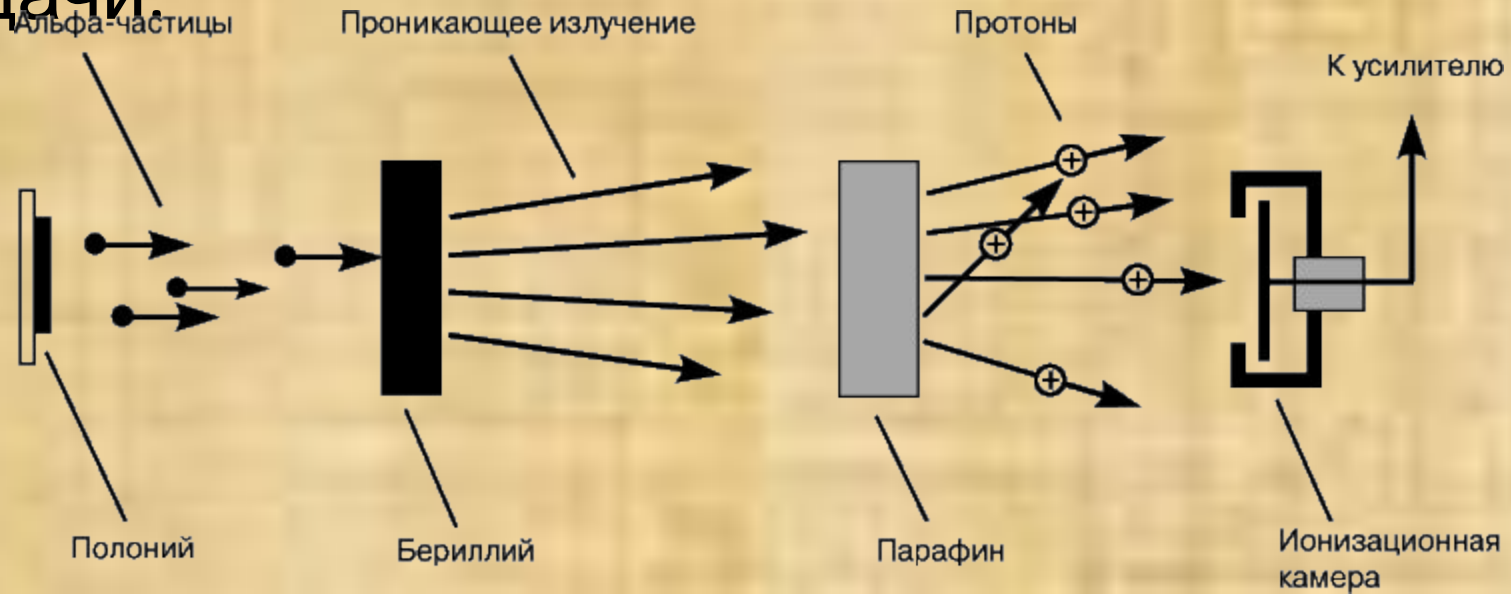 Альфа-частицы
Проникающее излучение
Протоны
К усилителю
Полоний
Бериллий
Парафин
Ионизационная
камера